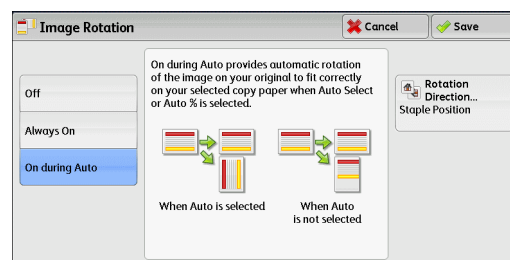 Image Rotation
Cancel
Save
Off
Always On
On during Auto
On during Auto provides automatic rotation
of the image on your original to fit correctly
on your selected copy paper when Auto Select
or Auto % is selected.
When Auto is selected
When Auto
is not selected
Rotation
Direction...
Staple Position